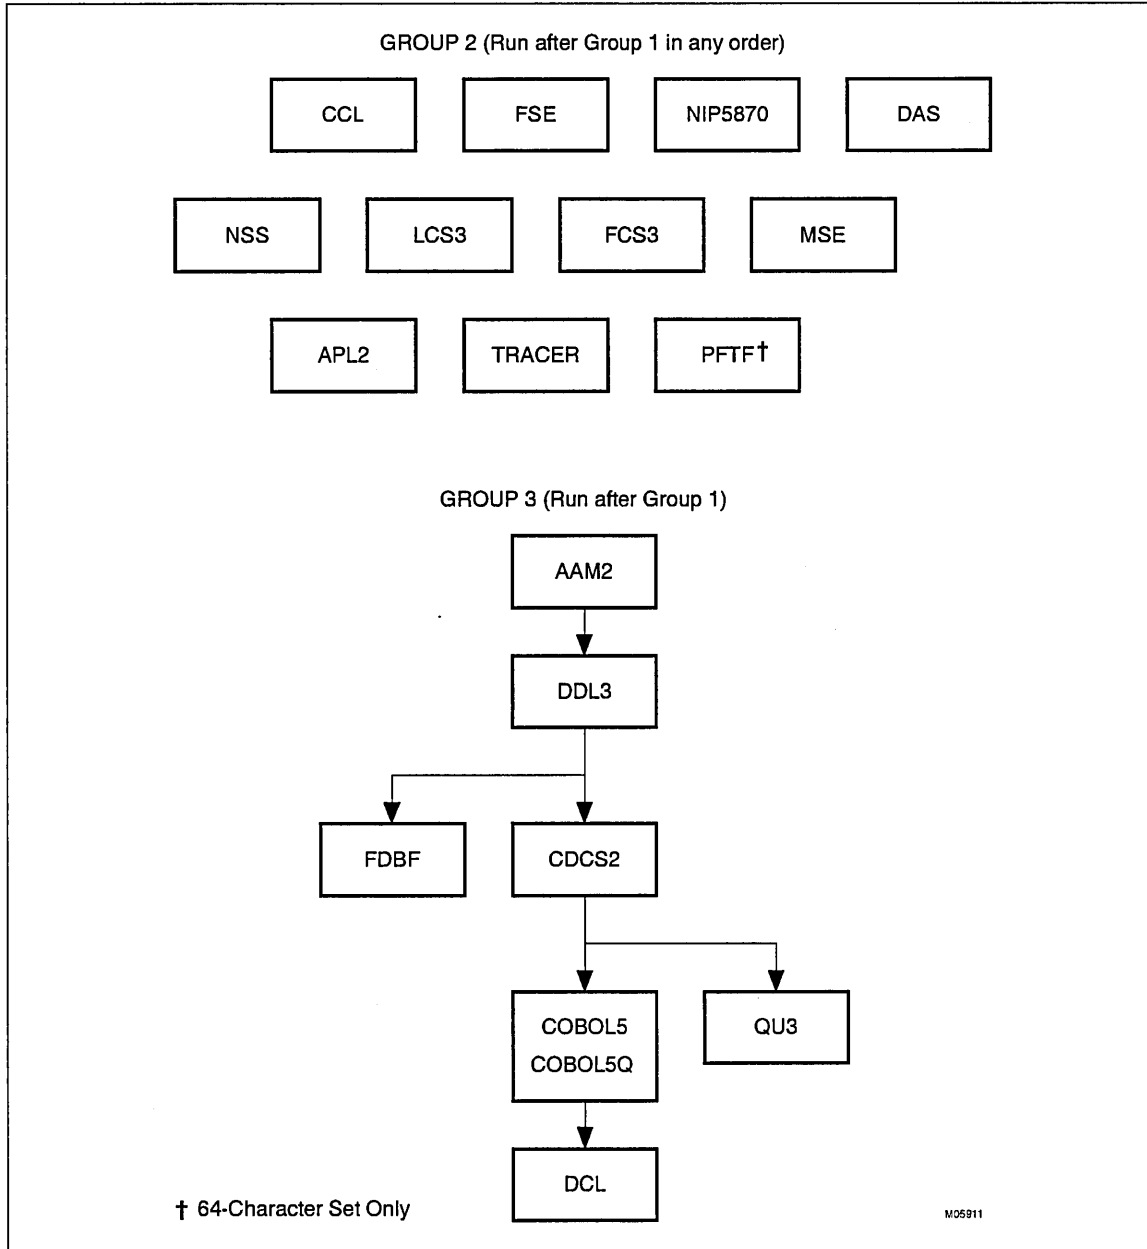 GROUP 2 (Run after Group 1 in any order)
CCL
FSE
NIP5870
DAS
NSS
LCS3
FCS3
MSE
APL2
TRACER
PFTF†
GROUP 3 (Run after Group 1)
AAM2
DDL3
FDBF
CDCS2
COBOL5
COBOL5Q
QU3
DCL
† 64-Character Set Only
M05911